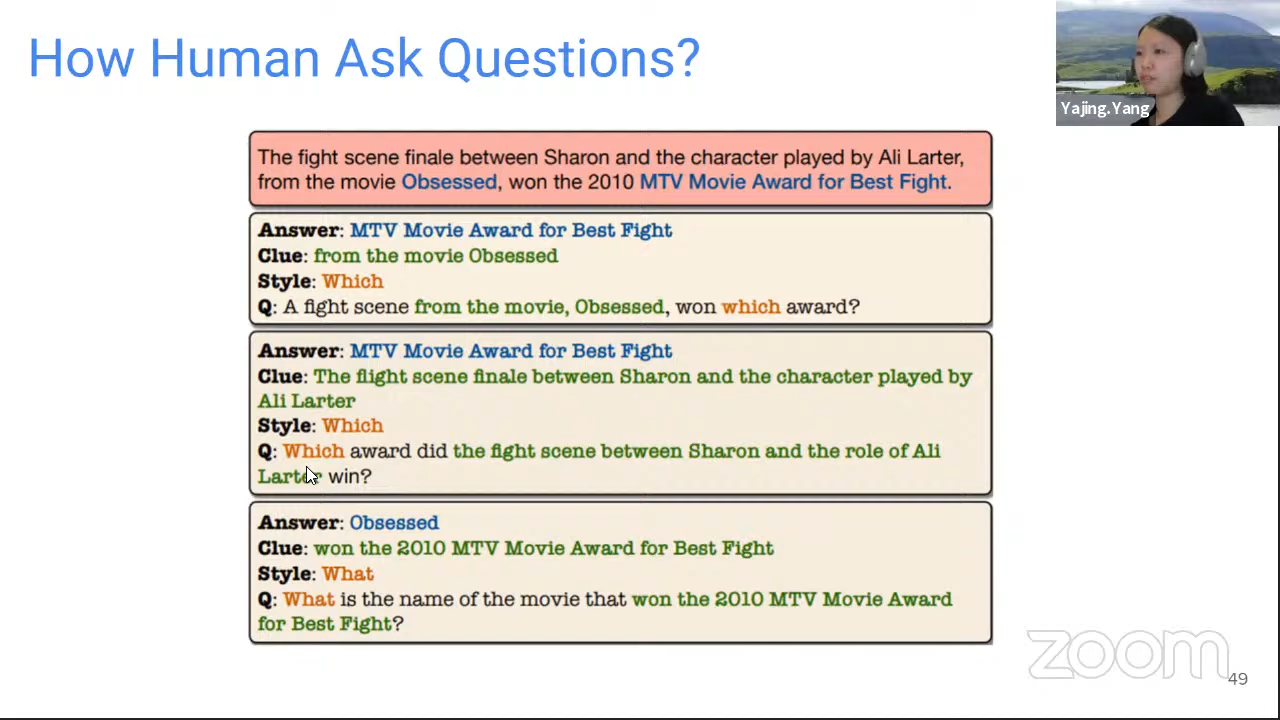 How Human Ask Questions?
Yajing.Yang
The fight scene finale between Sharon and the character played by Ali Larter,
from the movie Obsessed, won the 2010 MTV Movie Award for Best Fight.
Answer: MTV Movie Award for Best Fight
Clue: from the movie Obsessed
Style: Which
Q: A fight scene from the movie, Obsessed, won which award?
Answer: MTV Movie Award for Best Fight
Clue: The flight scene finale between Sharon and the character played by
Ali Larter
Style: Which
Q: Which award did the fight scene between Sharon and the role of Ali
Larter win?
Answer: Obsessed
Clue: won the 2010 MTV Movie Award for Best Fight
Style: What
Q: What is the name of the movie that won the 2010 MTV Movie Award
for Best Fight?
zoom
49